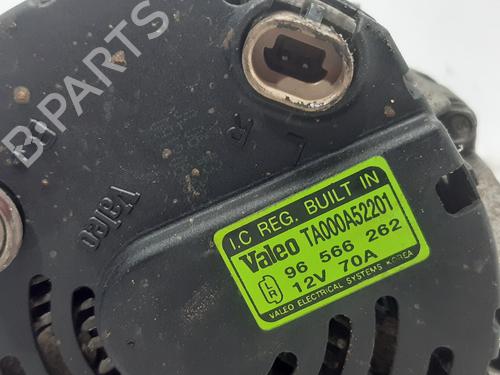 B-PARTS
R
L
Valeo
I.C REG. BUILT IN
Valeo TA000A52201
96 566 262
L
R
12V 70A
VALEO ELECTRICAL SYSTEMS KOREA